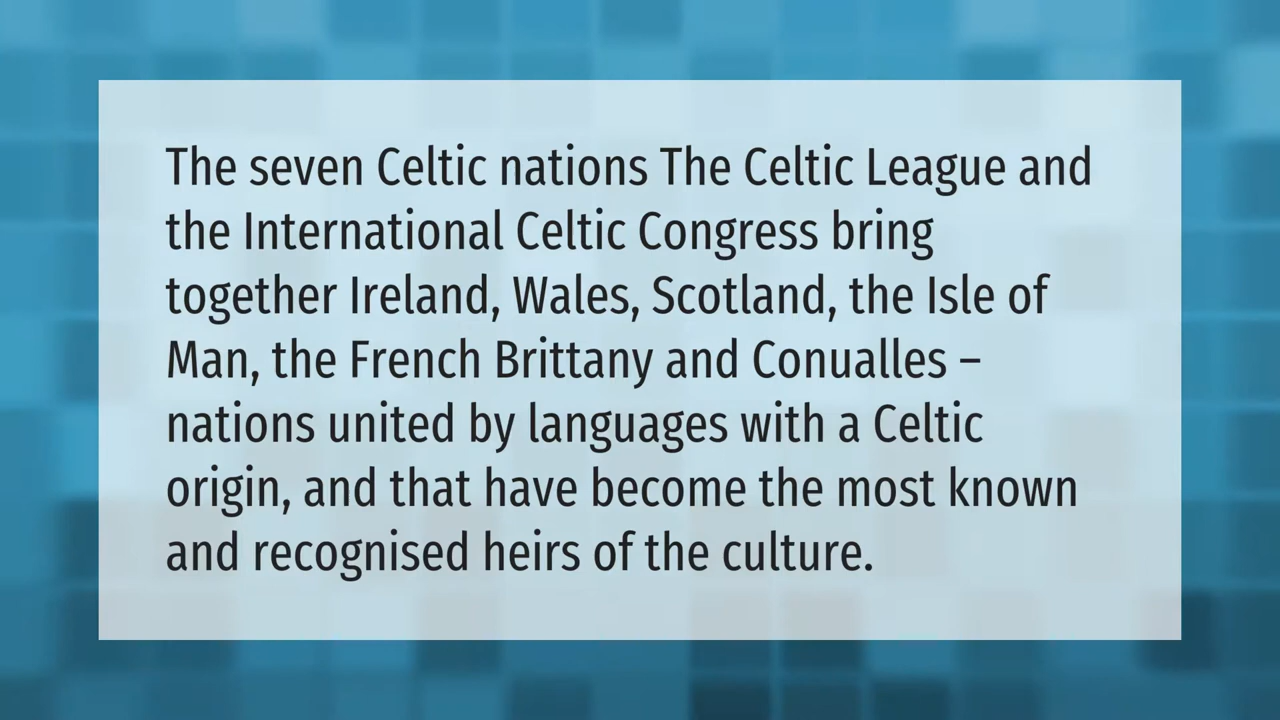 The seven Celtic nations The Celtic League and
the International Celtic Congress bring
together Ireland, Wales, Scotland, the Isle of
Man, the French Brittany and Conualles –
nations united by languages with a Celtic
origin, and that have become the most known
and recognised heirs of the culture.